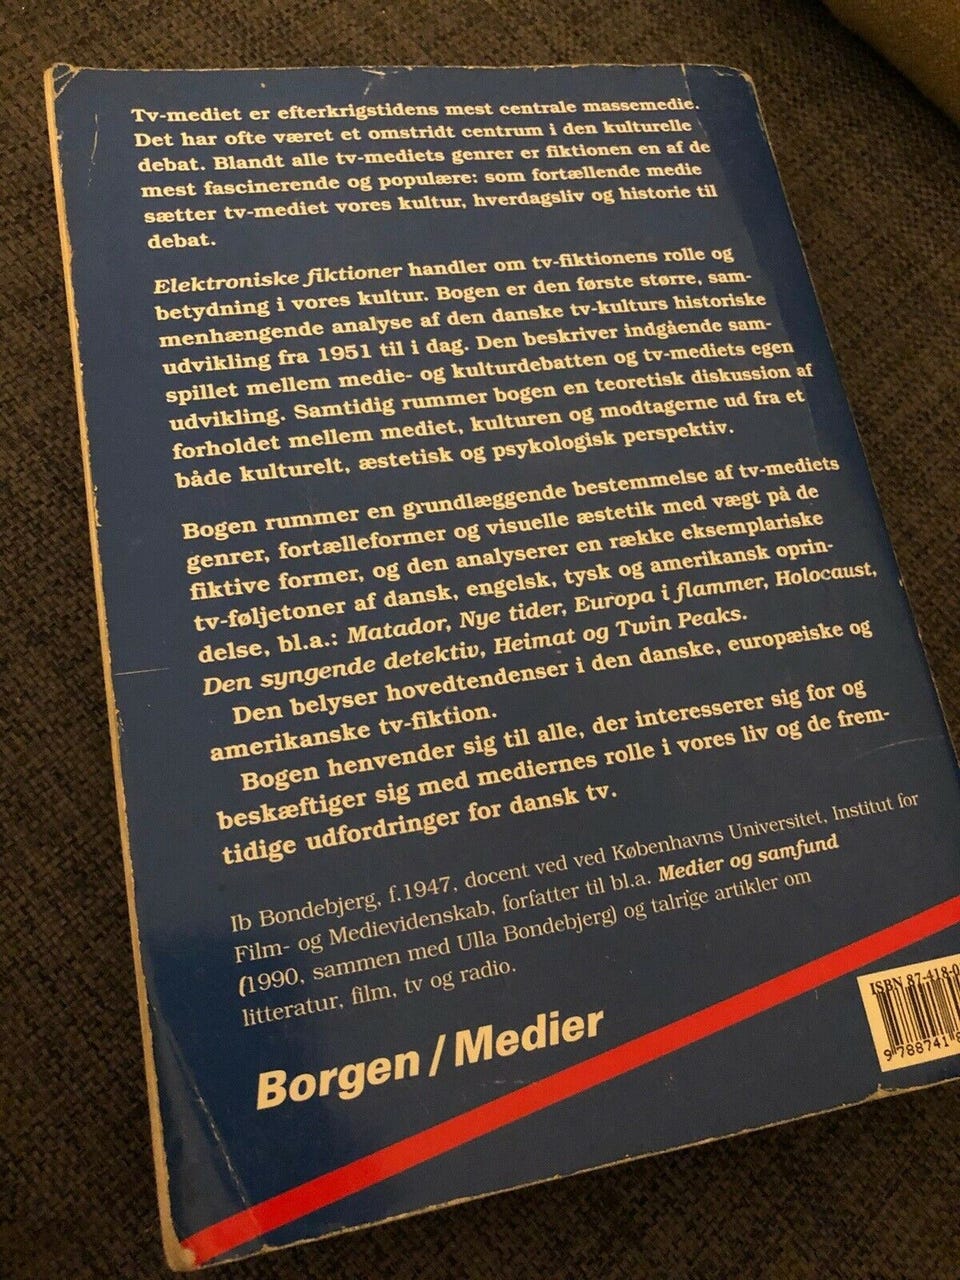 Tv-mediet er efterkrigstidens mest centrale massemedie.
Det har ofte været et omstridt centrum i den kulturelle
debat. Blandt alle tv-mediets genrer er fiktionen en af de
mest fascinerende og populære: som fortællende medie
sætter tv-mediet vores kultur, hverdagsliv og historie til
debat.
Elektroniske fiktioner handler om tv-fiktionens rolle og
betydning i vores kultur. Bogen er den første større, sam-
menhængende analyse af den danske tv-kulturs historiske
udvikling fra 1951 til i dag. Den beskriver indgående sam-
spillet mellem medie- og kulturdebatten og tv-mediets egen
udvikling. Samtidig rummer bogen en teoretisk diskussion af
forholdet mellem mediet, kulturen og modtagerne ud fra et
både kulturelt, æstetisk og psykologisk perspektiv.
Bogen rummer en grundlæggende bestemmelse af tv-mediets
genrer, fortælleformer og visuelle æstetik med vægt på de
fiktive former, og den analyserer en række eksemplariske
tv-føljetoner af dansk, engelsk, tysk og amerikansk oprin-
delse, bl.a.: Matador, Nye tider, Europa i flammer, Holocaust,
Den syngende detektiv, Heimat og Twin Peaks.
Den belyser hovedtendenser i den danske, europæiske og
amerikanske tv-fiktion.
Bogen henvender sig til alle, der interesserer sig for og
beskæftiger sig med mediernes rolle i vores liv og de frem-
tidige udfordringer for dansk tv.
Ib Bondebjerg, f.1947, docent ved ved Københavns Universitet, Institut for
Film- og Medievidenskab, forfatter til bl.a. Medier og samfund
(1990, sammen med Ulla Bondebjerg) og talrige artikler om
litteratur, film, tv og radio.
Borgen/Medier
ISBN 87-418-0
9 788741 8